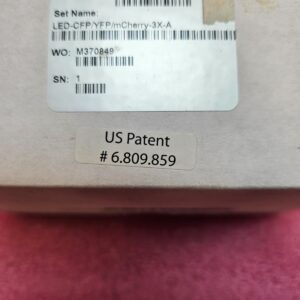 Set Name:
LED-CFP/YFP/mCherry-3X-A
WO: M370849
SN: 1
US Patent
# 6.809.859